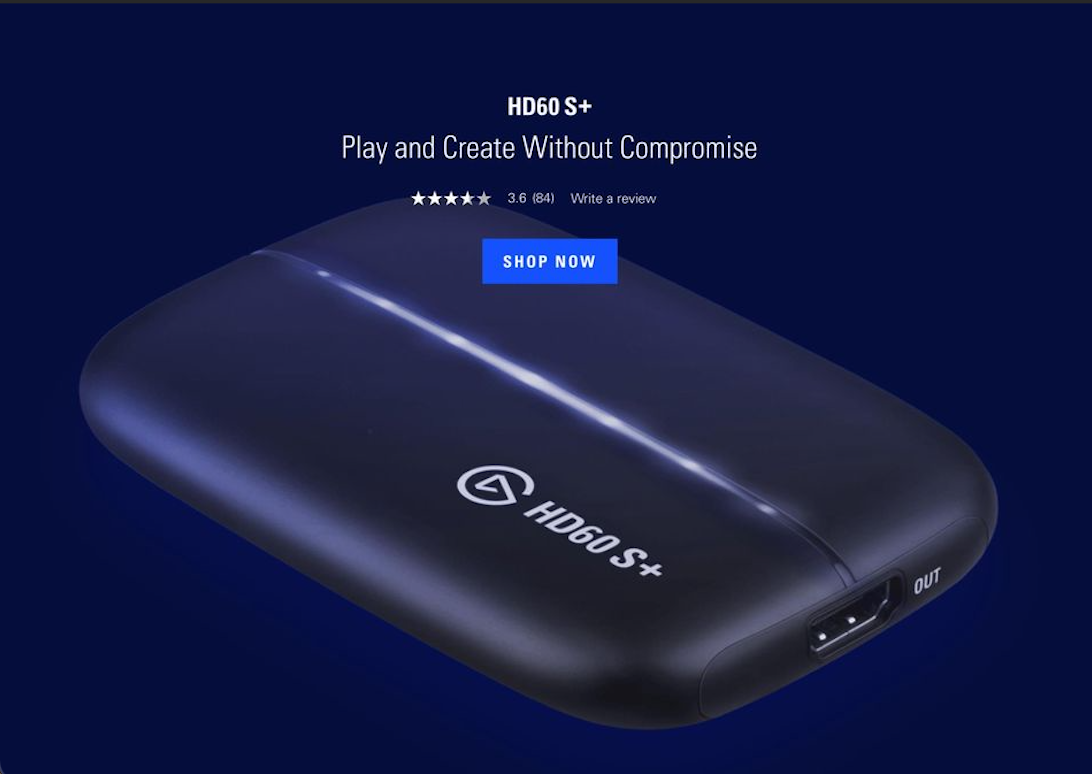 HD60 S+
Play and Create Without Compromise
3.6 (84) Write a review
SHOP NOW
HD60 S+
OUT